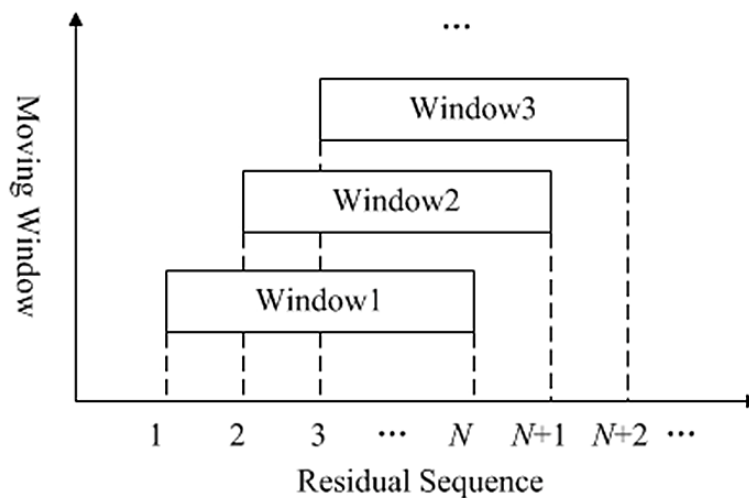 ...
Window3
Window2
Window1
Moving Window
1 2 3 ... N N+1 N+2 ...
Residual Sequence